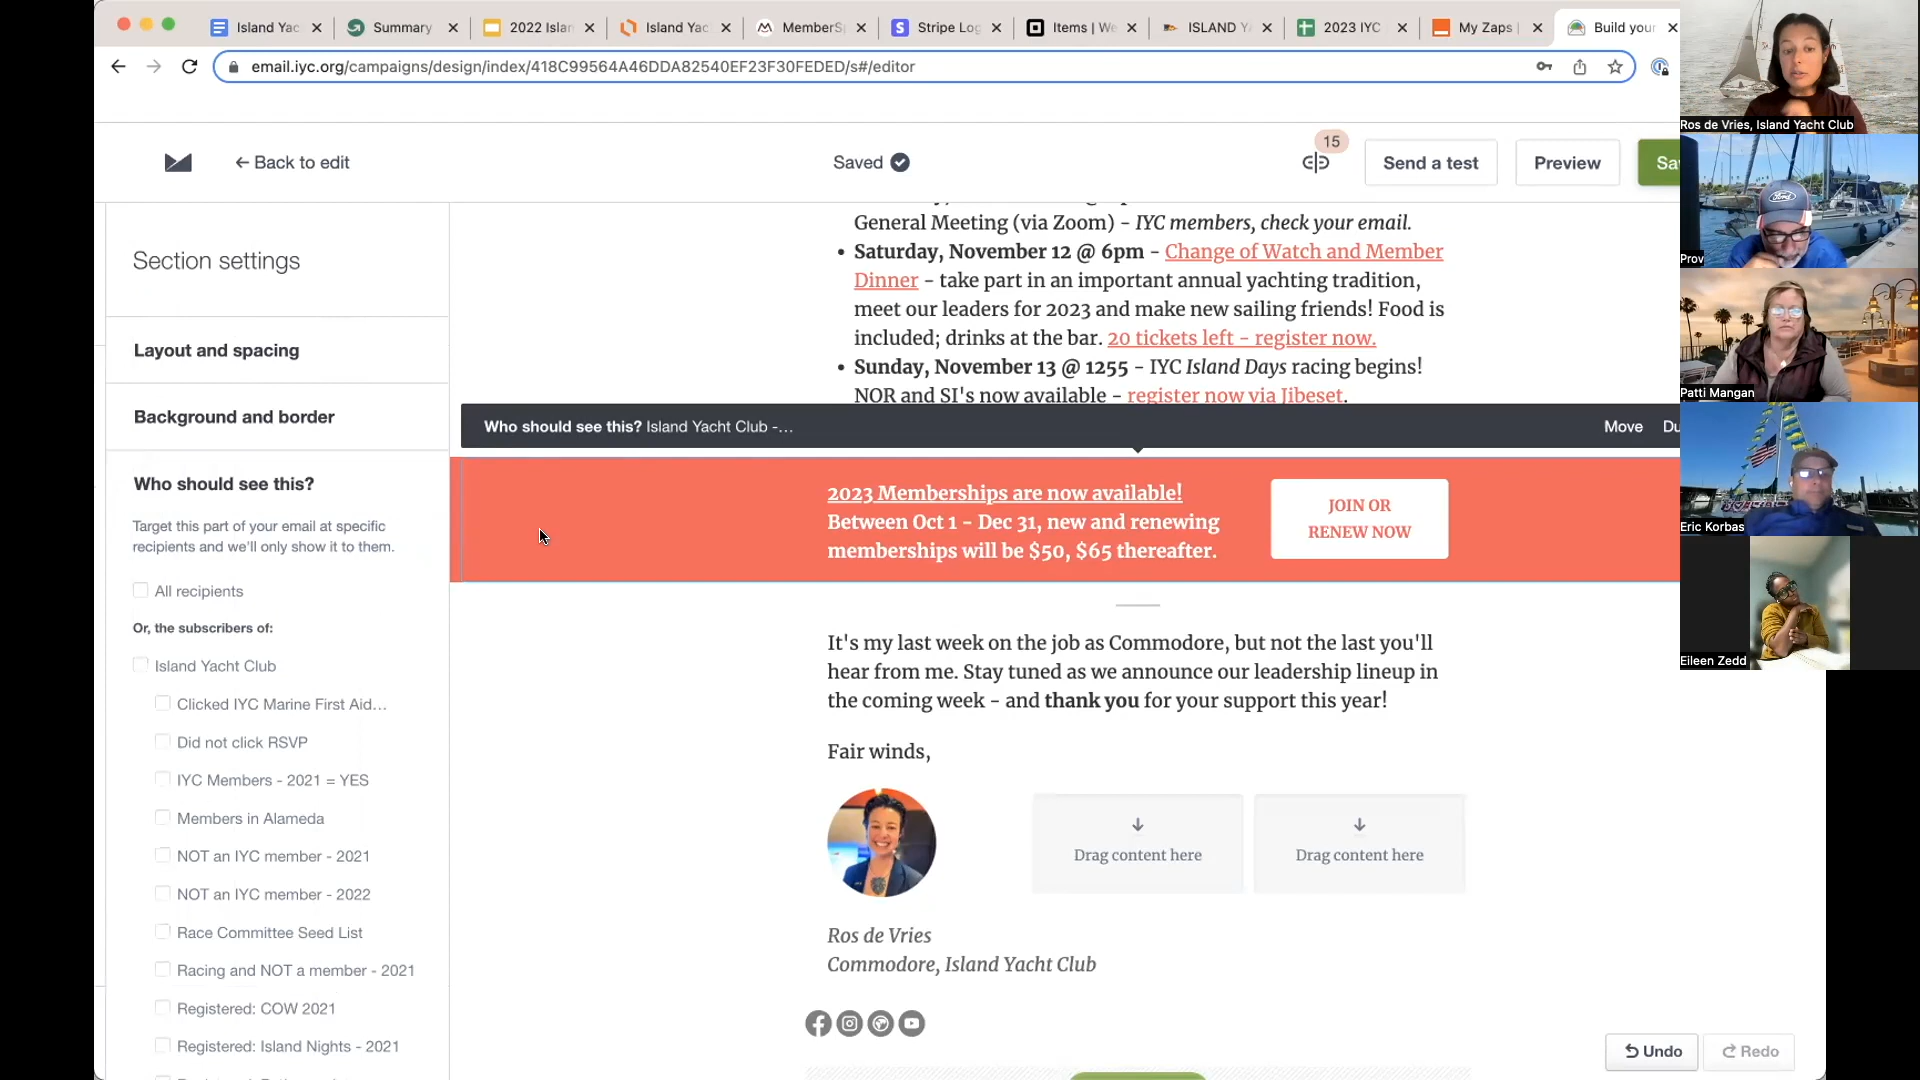 Island Yac
Summary
2022 Islan
Island Yac
MemberSp
Stripe Log
Items | We
ISLAND YA
2023 IYC
My Zaps |
Build your
email.iyc.org/campaigns/design/index/418C99564A46DDA82540EF23F30FEDED/s#/editor
← Back to edit
Saved
15
Send a test
Preview
Sa
Section settings
Layout and spacing
Background and border
Who should see this?
Target this part of your email at specific
recipients and we'll only show it to them.
All recipients
Or, the subscribers of:
Island Yacht Club
Clicked IYC Marine First Aid...
Did not click RSVP
IYC Members - 2021 = YES
Members in Alameda
NOT an IYC member - 2021
NOT an IYC member - 2022
Race Committee Seed List
Racing and NOT a member - 2021
Registered: COW 2021
Registered: Island Nights - 2021
General Meeting (via Zoom) - IYC members, check your email.
• Saturday, November 12 @ 6pm - Change of Watch and Member
Dinner - take part in an important annual yachting tradition,
meet our leaders for 2023 and make new sailing friends! Food is
included; drinks at the bar. 20 tickets left - register now.
• Sunday, November 13 @ 1255 - IYC Island Days racing begins!
NOR and SI's now available - register now via Jibeset.
Who should see this? Island Yacht Club -...
Move
Du
2023 Memberships are now available!
Between Oct 1 - Dec 31, new and renewing
memberships will be $50, $65 thereafter.
JOIN OR
RENEW NOW
It's my last week on the job as Commodore, but not the last you'll
hear from me. Stay tuned as we announce our leadership lineup in
the coming week - and thank you for your support this year!
Fair winds,
Drag content here
Drag content here
Ros de Vries
Commodore, Island Yacht Club
Undo
Redo
Ros de Vries, Island Yacht Club
Ford
Prov
Patti Mangan
Eric Korbas
Eileen Zedd